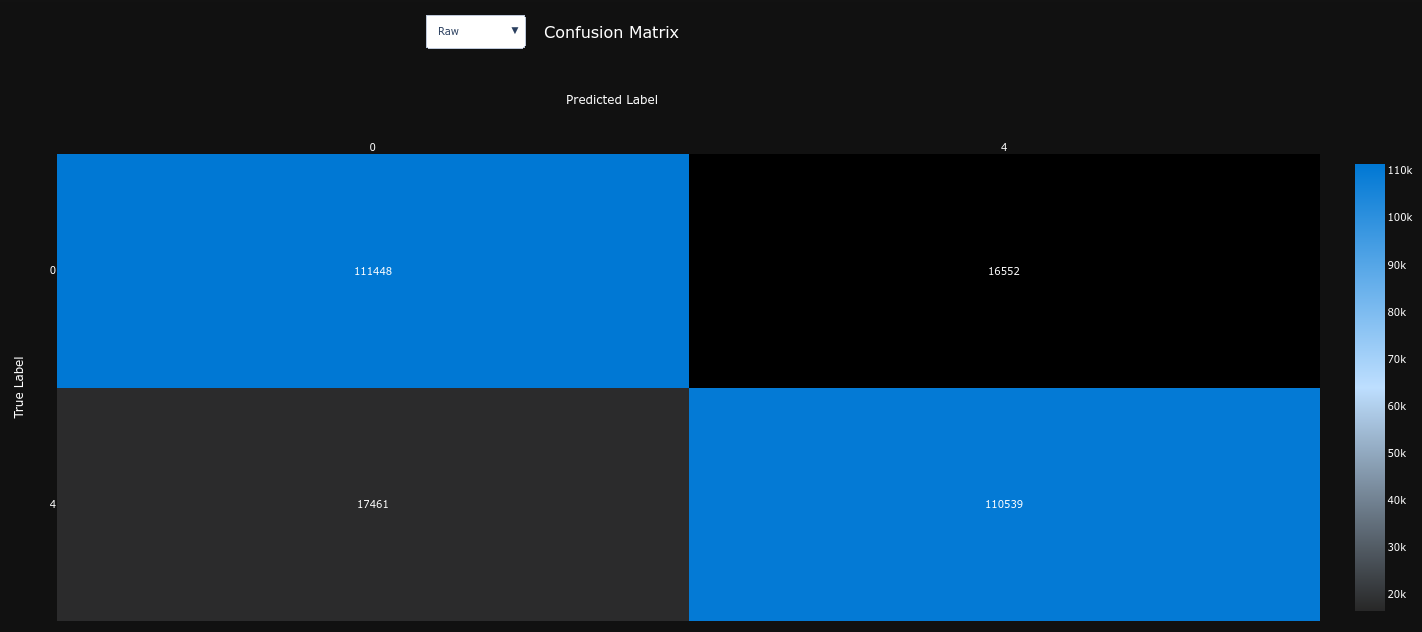 Raw ▼ Confusion Matrix
Predicted Label
0 4
110k
100k
90k
0 111448 16552
80k
70k
True Label
60k
50k
4 17461 110539
40k
30k
20k